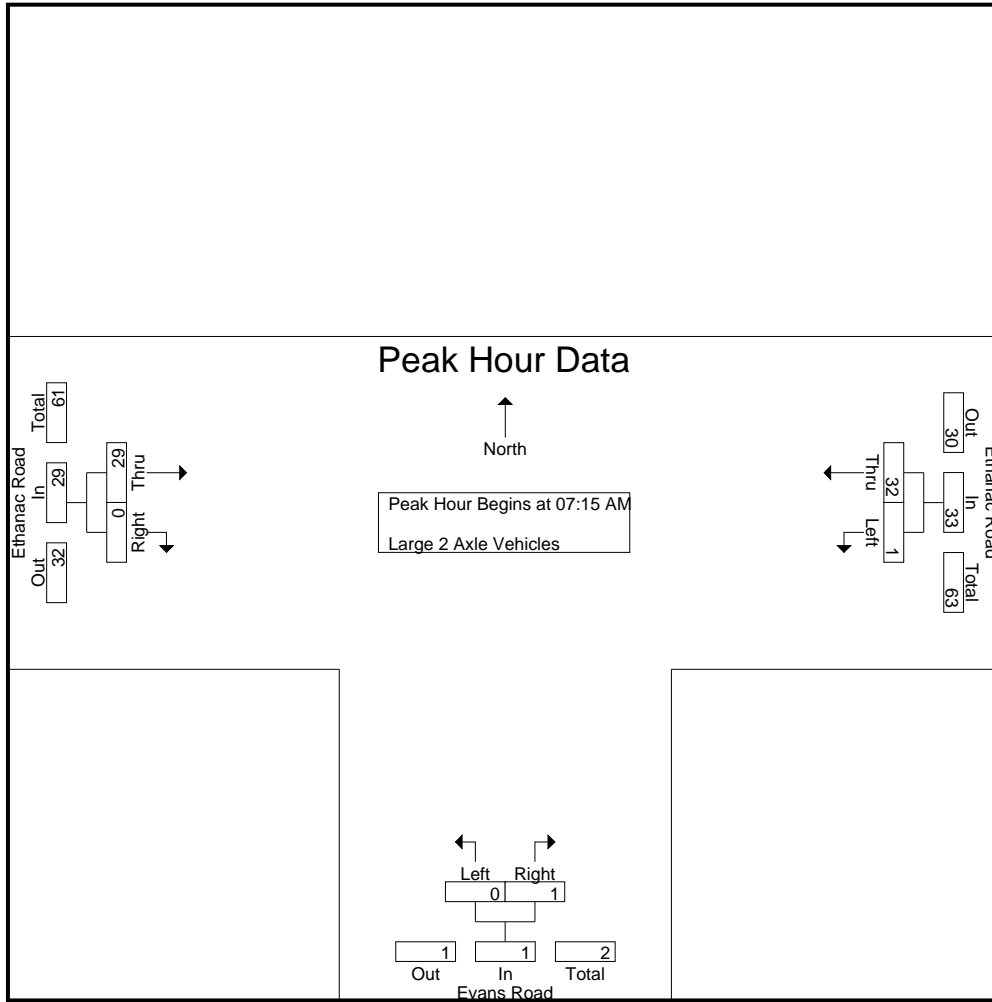 Peak Hour Data
North
Peak Hour Begins at 07:15 AM
Large 2 Axle Vehicles
Ethanac Road
Total
61
In
29
Out
32
Thru
29
Right
0
Ethanac Road
Out
30
In
33
Total
63
Thru
32
Left
1
Left Right
0 1
1 1 2
Out In Total
Evans Road